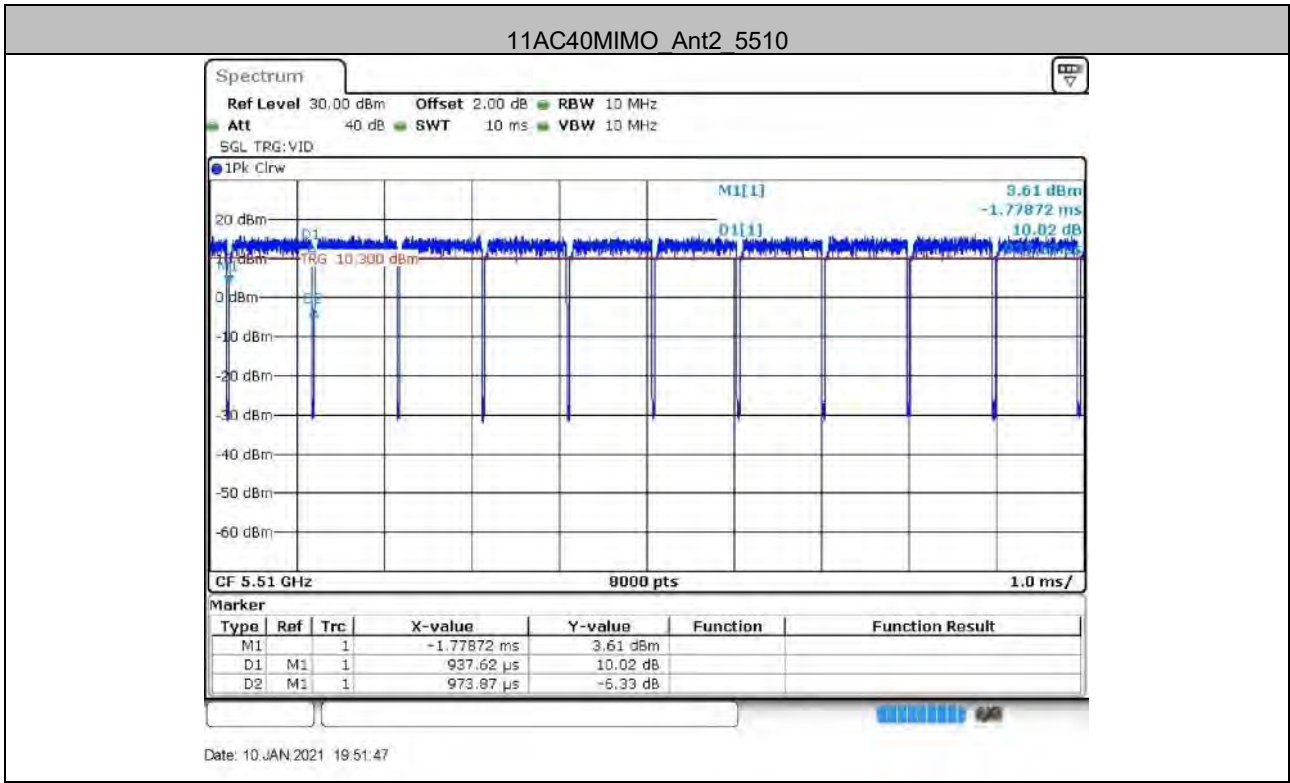 11AC40MIMO_Ant2_5510
Spectrum
Ref Level 30.00 dBm Offset 2.00 dB RBW 10 MHz
Att 40 dB SWT 10 ms VBW 10 MHz
SGL TRG:VID
1Pk Clrw
M1[1] 3.61 dBm
-1.77872 ms
20 dBm
D1 D1[1] 10.02 dB
10 dBm TRG 10.300 dBm
M1
0 dBm D2
-10 dBm
-20 dBm
-30 dBm
-40 dBm
-50 dBm
-60 dBm
CF 5.51 GHz 8000 pts 1.0 ms/
Marker
Type Ref Trc X-value Y-value Function Function Result
M1 1 -1.77872 ms 3.61 dBm
D1 M1 1 937.62 µs 10.02 dB
D2 M1 1 973.87 µs -6.33 dB
Date: 10.JAN.2021 19:51:47